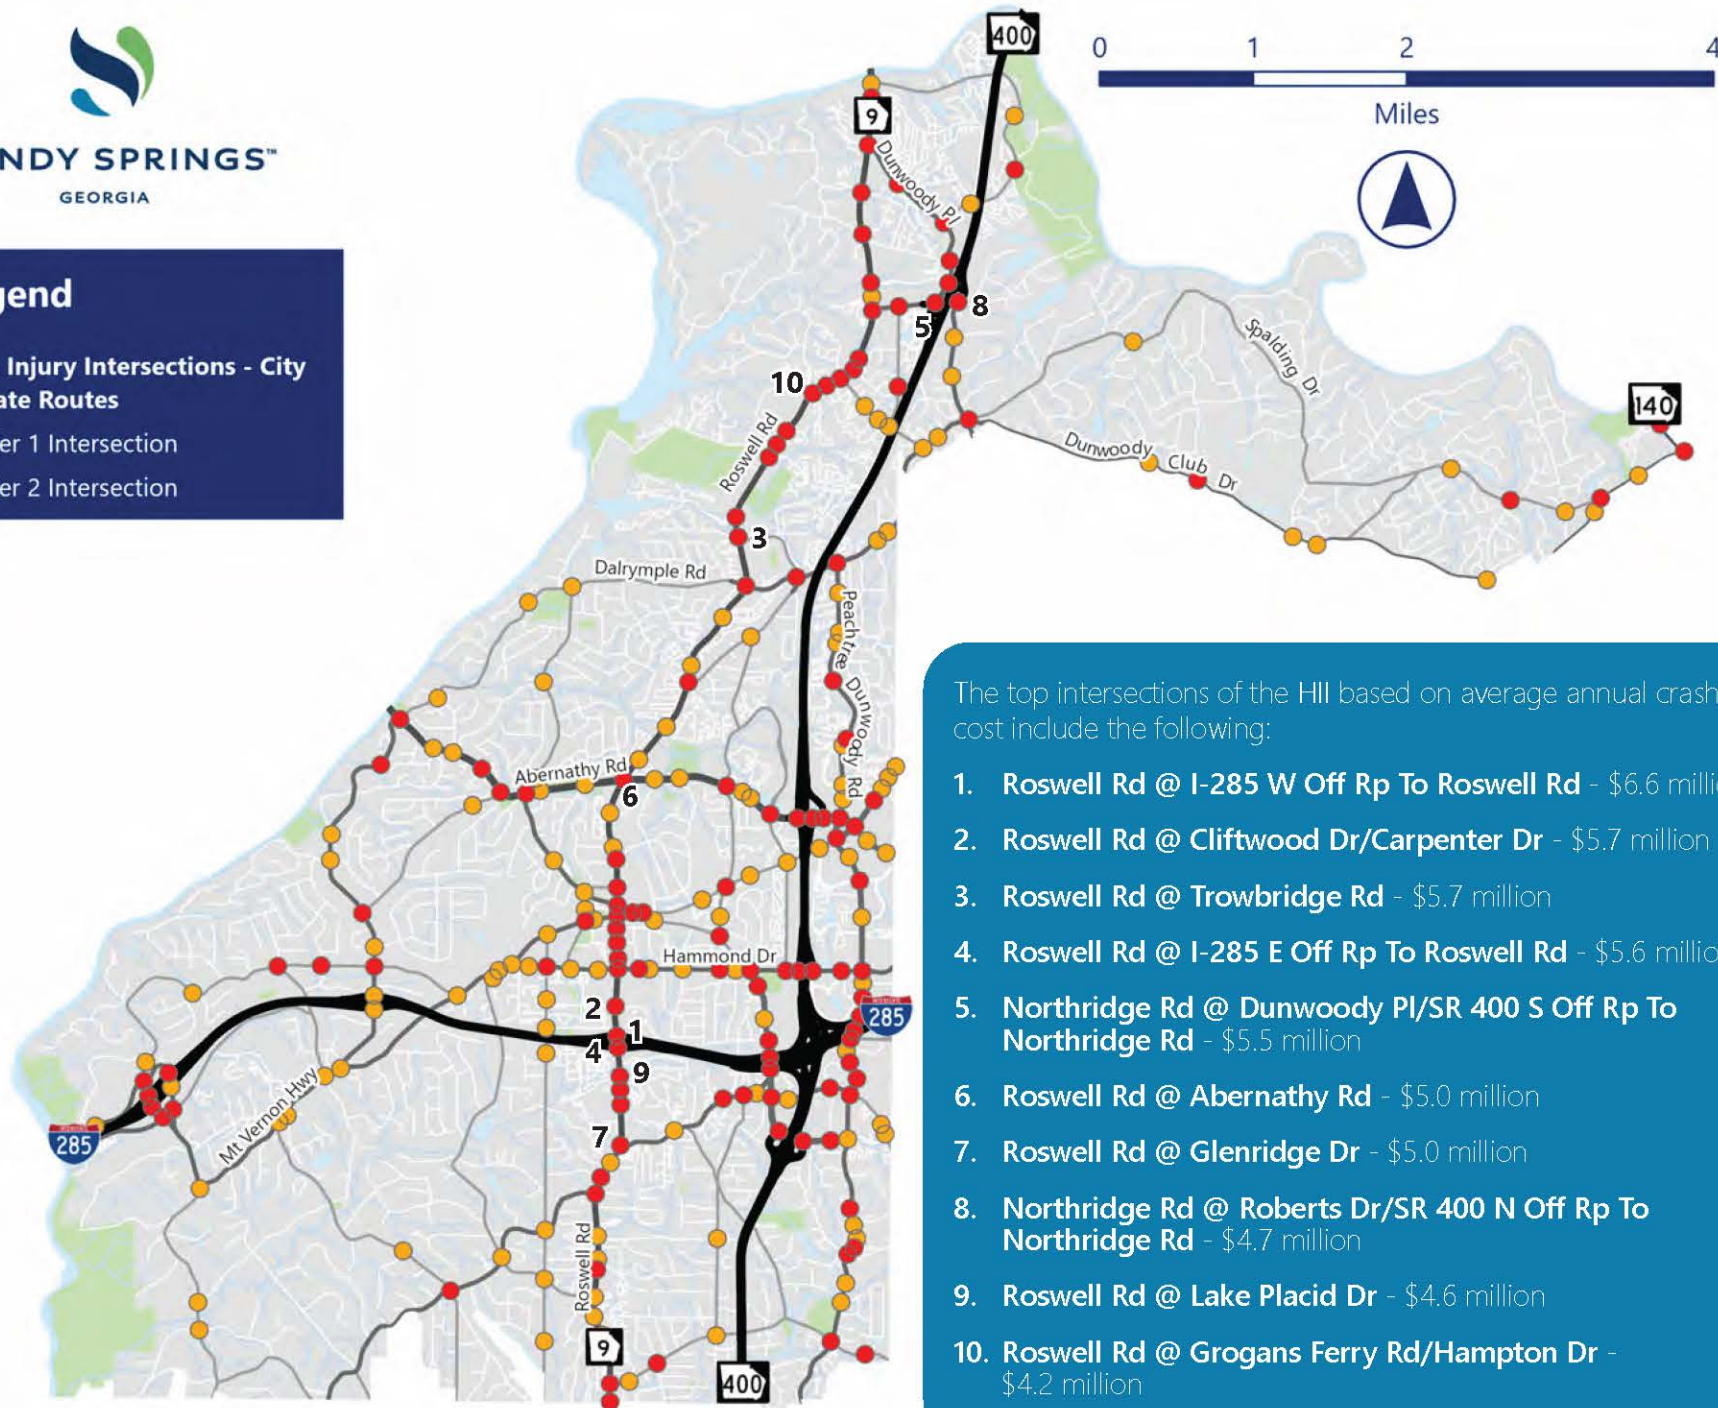 NDY SPRINGS™
GEORGIA
gend
Injury Intersections - City
ate Routes
er 1 Intersection
er 2 Intersection
0 1 2 4
Miles
400
9
Dunwoody Pl
8
5
10
Roswell Rd
3
Spalding Dr
140
Dunwoody Club Dr
Dalrymple Rd
Peachtree Dunwoody Rd
Abernathy Rd
6
Hammond Dr
2
1
4
9
285
285
Mt Vernon Hwy
7
Roswell Rd
9
400
The top intersections of the HII based on average annual crash
cost include the following:
1. Roswell Rd @ I-285 W Off Rp To Roswell Rd - $6.6 milli
2. Roswell Rd @ Cliftwood Dr/Carpenter Dr - $5.7 million
3. Roswell Rd @ Trowbridge Rd - $5.7 million
4. Roswell Rd @ I-285 E Off Rp To Roswell Rd - $5.6 millio
5. Northridge Rd @ Dunwoody Pl/SR 400 S Off Rp To
Northridge Rd - $5.5 million
6. Roswell Rd @ Abernathy Rd - $5.0 million
7. Roswell Rd @ Glenridge Dr - $5.0 million
8. Northridge Rd @ Roberts Dr/SR 400 N Off Rp To
Northridge Rd - $4.7 million
9. Roswell Rd @ Lake Placid Dr - $4.6 million
10. Roswell Rd @ Grogans Ferry Rd/Hampton Dr -
$4.2 million